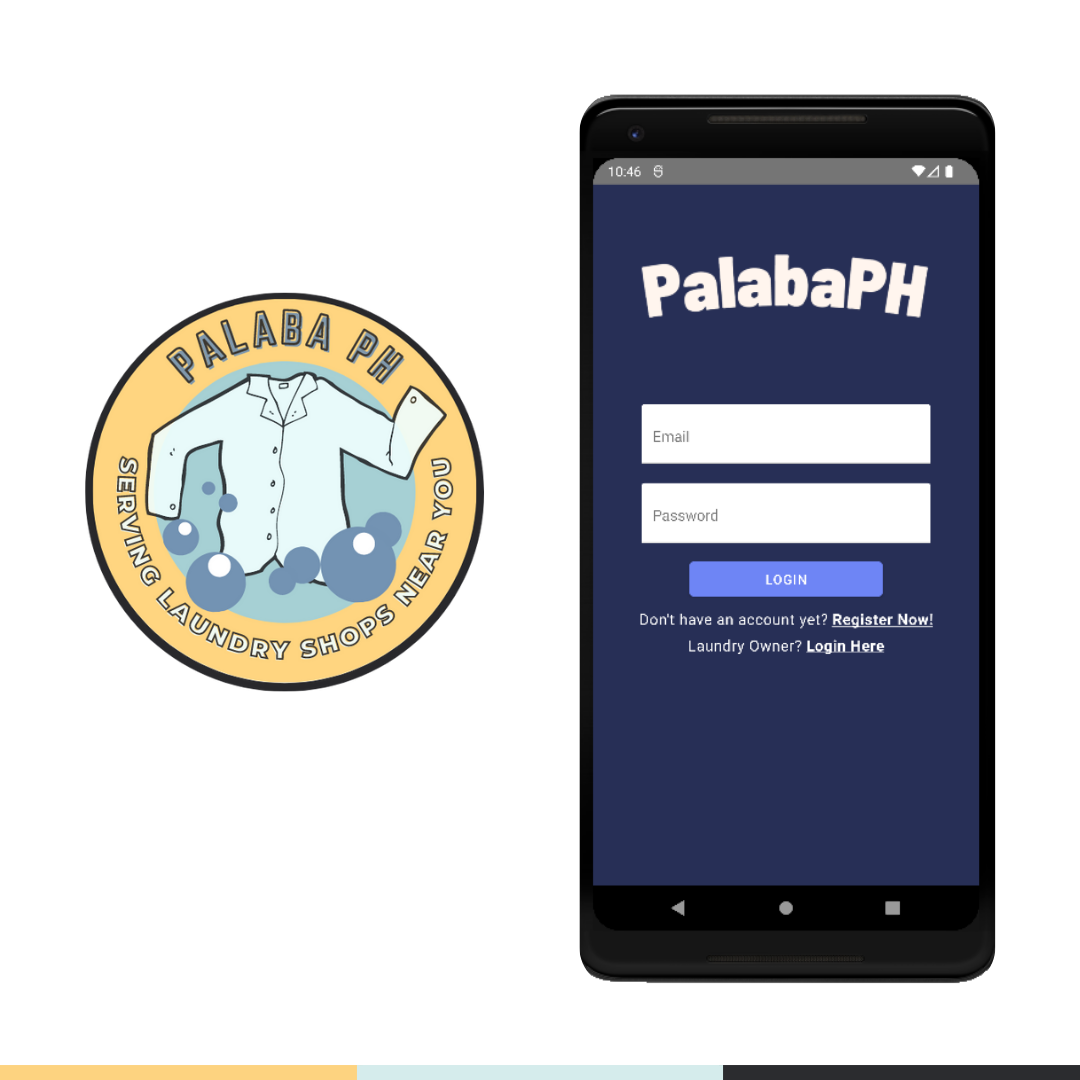 PALABA PH
SERVING LAUNDRY SHOPS NEAR YOU
10:46
PalabaPH
Email
Password
LOGIN
Don't have an account yet? Register Now!
Laundry Owner? Login Here